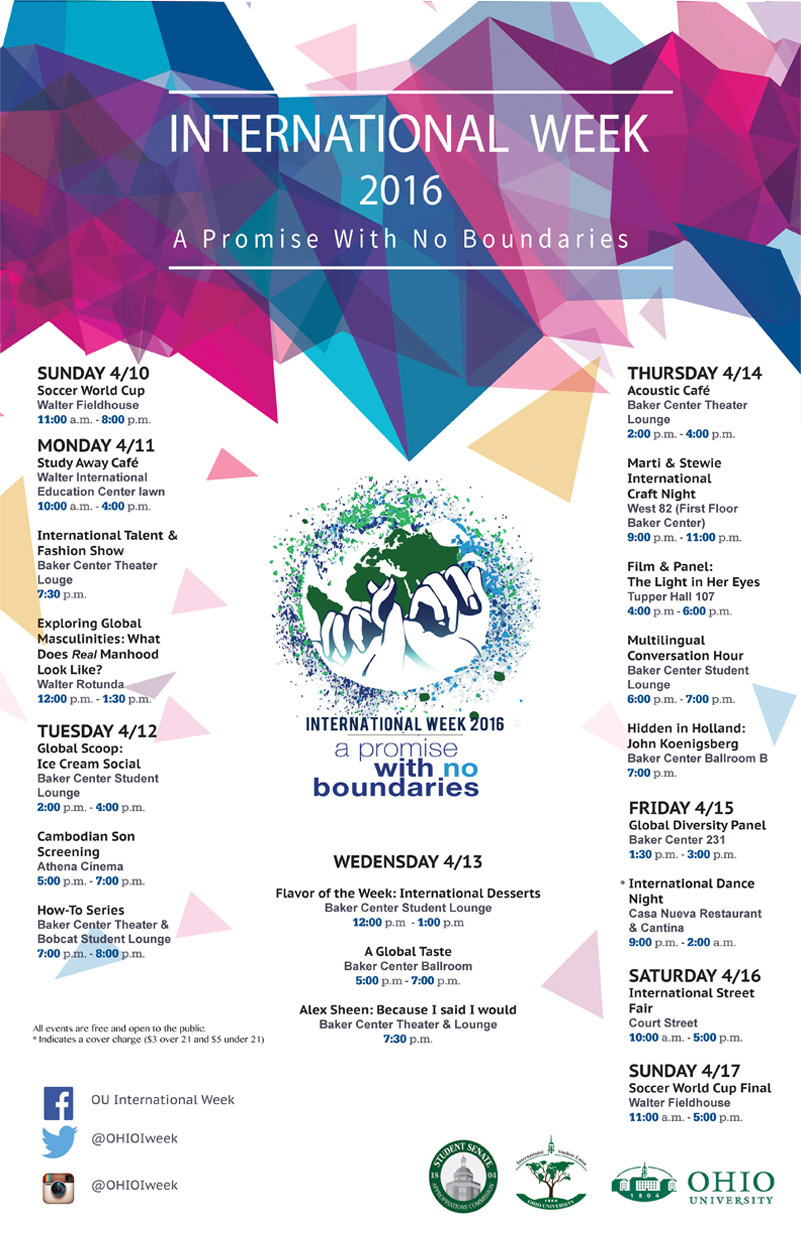 INTERNATIONAL WEEK
2016
A Promise With No Boundaries
SUNDAY 4/10
Soccer World Cup
Walter Fieldhouse
11:00 a.m. - 8:00 p.m.
MONDAY 4/11
Study Away Café
Walter International
Education Center lawn
10:00 a.m. - 4:00 p.m.
International Talent &
Fashion Show
Baker Center Theater
Louge
7:30 p.m.
Exploring Global
Masculinities: What
Does Real Manhood
Look Like?
Walter Rotunda
12:00 p.m. - 1:30 p.m.
TUESDAY 4/12
Global Scoop:
Ice Cream Social
Baker Center Student
Lounge
2:00 p.m. - 4:00 p.m.
Cambodian Son
Screening
Athena Cinema
5:00 p.m. - 7:00 p.m.
How-To Series
Baker Center Theater &
Bobcat Student Lounge
7:00 p.m. - 8:00 p.m.
INTERNATIONAL WEEK 2016
a promise
with no
boundaries
WEDENSDAY 4/13
Flavor of the Week: International Desserts
Baker Center Student Lounge
12:00 p.m - 1:00 p.m
A Global Taste
Baker Center Ballroom
5:00 p.m - 7:00 p.m.
Alex Sheen: Because I said I would
Baker Center Theater & Lounge
7:30 p.m.
THURSDAY 4/14
Acoustic Café
Baker Center Theater
Lounge
2:00 p.m. - 4:00 p.m.
Marti & Stewie
International
Craft Night
West 82 (First Floor
Baker Center)
9:00 p.m. - 11:00 p.m.
Film & Panel:
The Light in Her Eyes
Tupper Hall 107
4:00 p.m - 6:00 p.m.
Multilingual
Conversation Hour
Baker Center Student
Lounge
6:00 p.m. - 7:00 p.m.
Hidden in Holland:
John Koenigsberg
Baker Center Ballroom B
7:00 p.m.
FRIDAY 4/15
Global Diversity Panel
Baker Center 231
1:30 p.m. - 3:00 p.m.
* International Dance
Night
Casa Nueva Restaurant
& Cantina
9:00 p.m. - 2:00 a.m.
SATURDAY 4/16
International Street
Fair
Court Street
10:00 a.m. - 5:00 p.m.
SUNDAY 4/17
Soccer World Cup Final
Walter Fieldhouse
11:00 a.m. - 5:00 p.m.
All events are free and open to the public.
* Indicates a cover charge ($3 over 21 and $5 under 21)
OU International Week
@OHIOIweek
@OHIOIweek
STUDENT SENATE
18 04
APPROPRIATIONS COMMISSION
International Student Union
1804
OHIO UNIVERSITY
1804
OHIO
UNIVERSITY